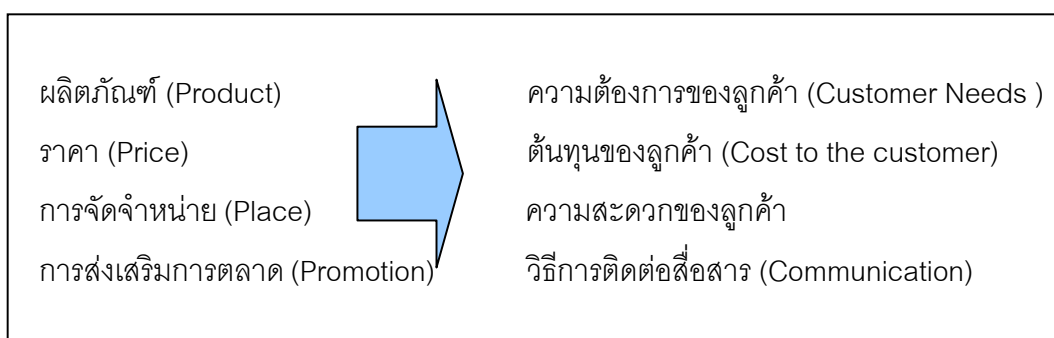 ผลิตภัณฑ์ (Product) ความต้องการของลูกค้า (Customer Needs )
ราคา (Price) ต้นทุนของลูกค้า (Cost to the customer)
การจัดจำหน่าย (Place) ความสะดวกของลูกค้า
การส่งเสริมการตลาด (Promotion) วิธีการติดต่อสื่อสาร (Communication)